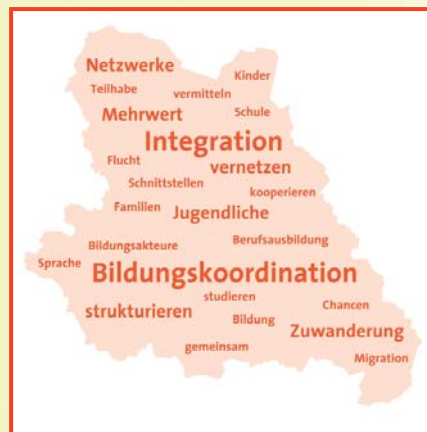 Netzwerke
Kinder
Teilhabe
vermitteln
Mehrwert
Schule
Integration
Flucht
vernetzen
Schnittstellen
kooperieren
Familien
Jugendliche
Bildungsakteure
Berufsausbildung
Sprache
Bildungskoordination
studieren
Chancen
strukturieren
Bildung
Zuwanderung
gemeinsam
Migration